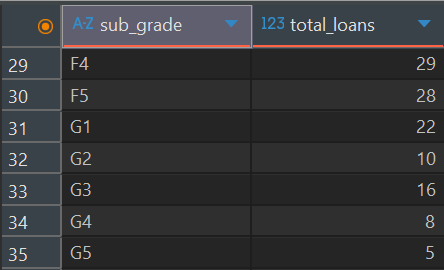 A-Z sub_grade 123 total_loans
29 F4 29
30 F5 28
31 G1 22
32 G2 10
33 G3 16
34 G4 8
35 G5 5